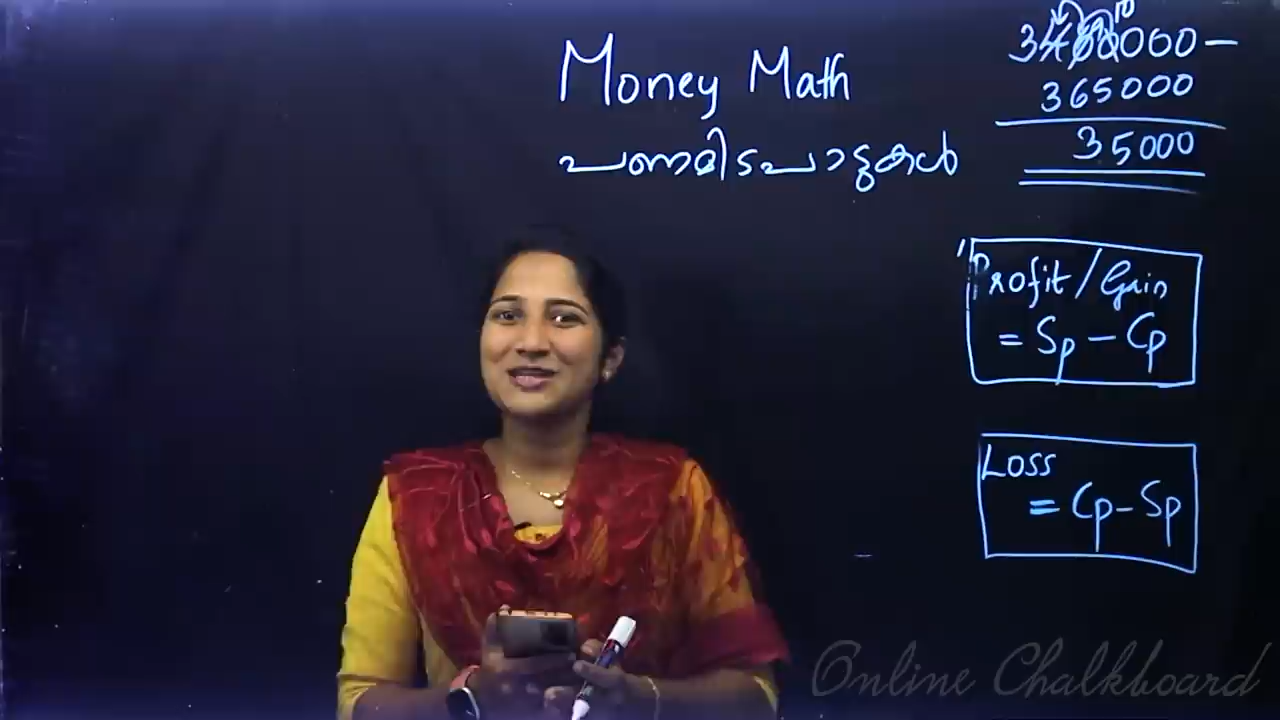 Money Math
പണമിടപാടുകൾ
365000
35000
Profit/Gain
= Sp – Cp
Loss
= Cp – Sp
Online Chalkboard